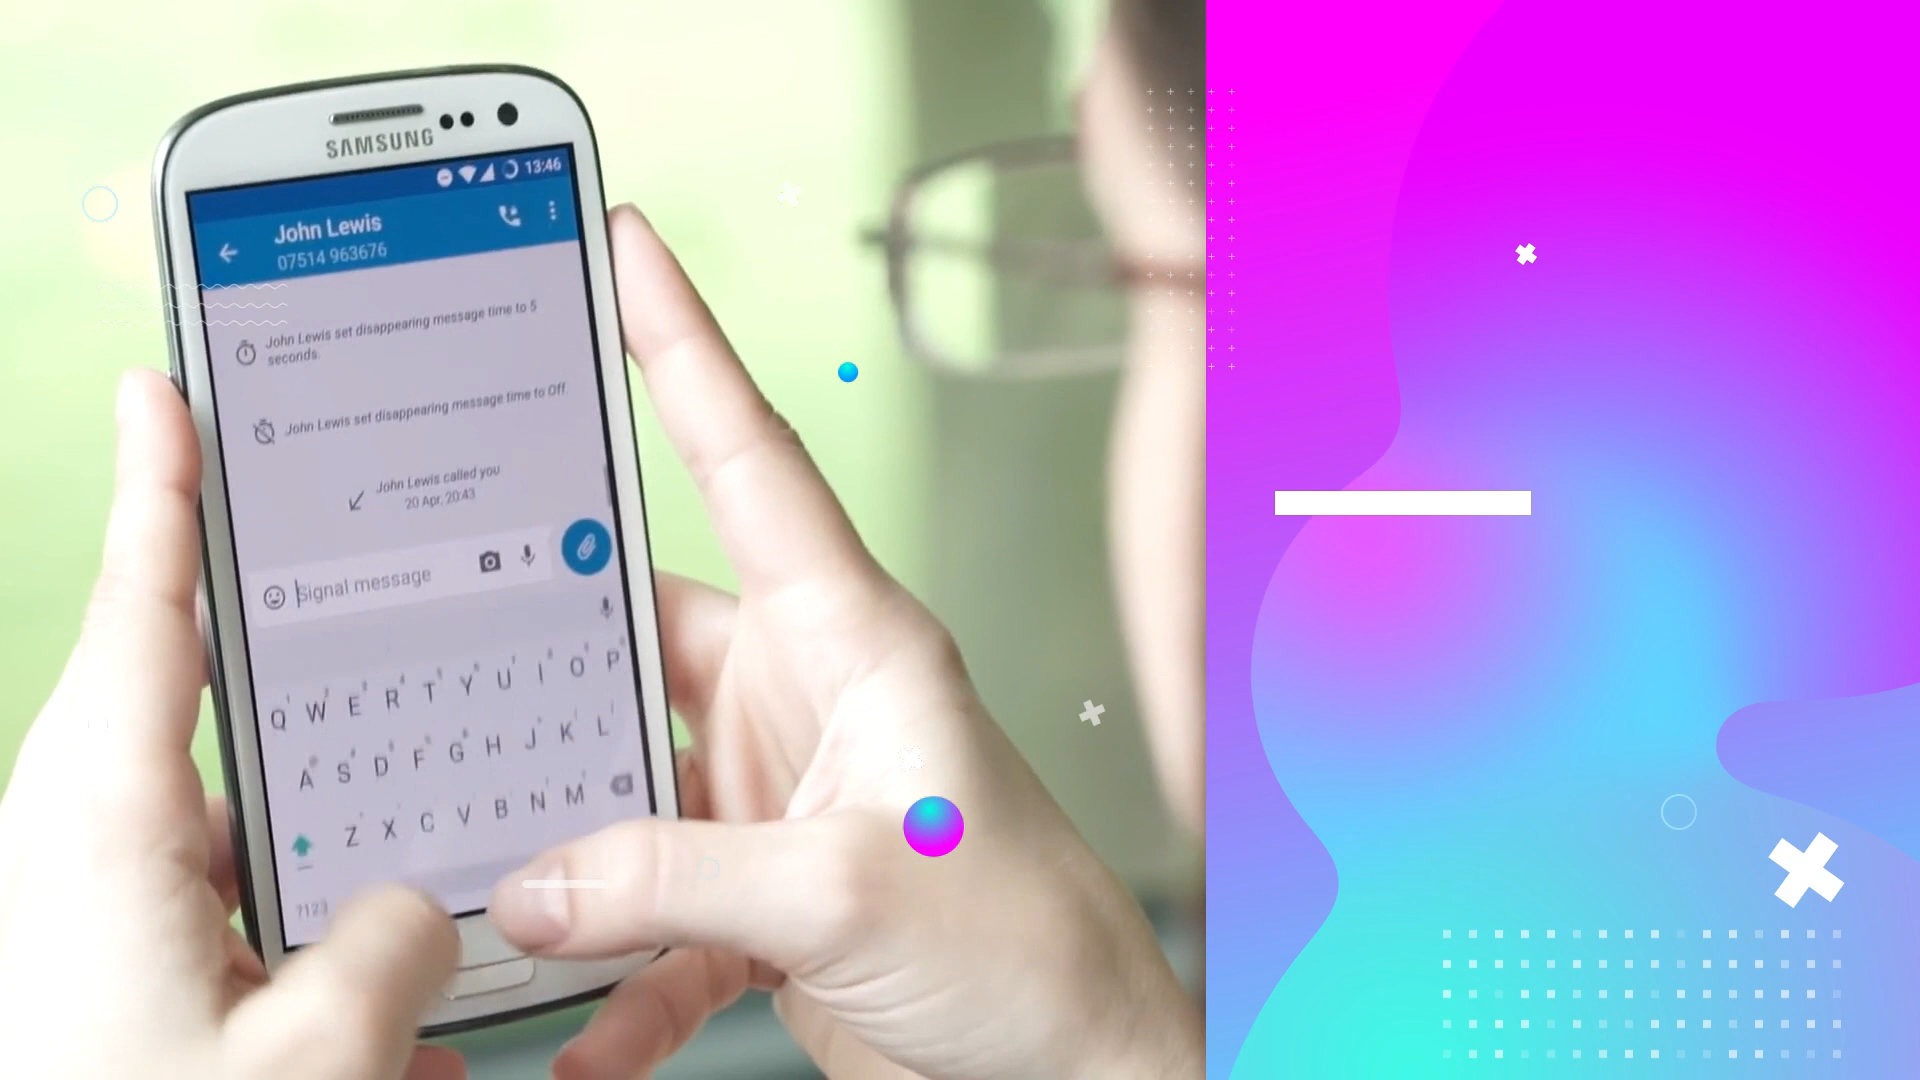 SAMSUNG
13:46
John Lewis
07514 963676
John Lewis set disappearing message time to 5
seconds.
John Lewis set disappearing message time to Off.
John Lewis called you
20 Apr, 20:43
Signal message
Q W E R T Y U I O P
A S D F G H J K L
Z X C V B N M
?123